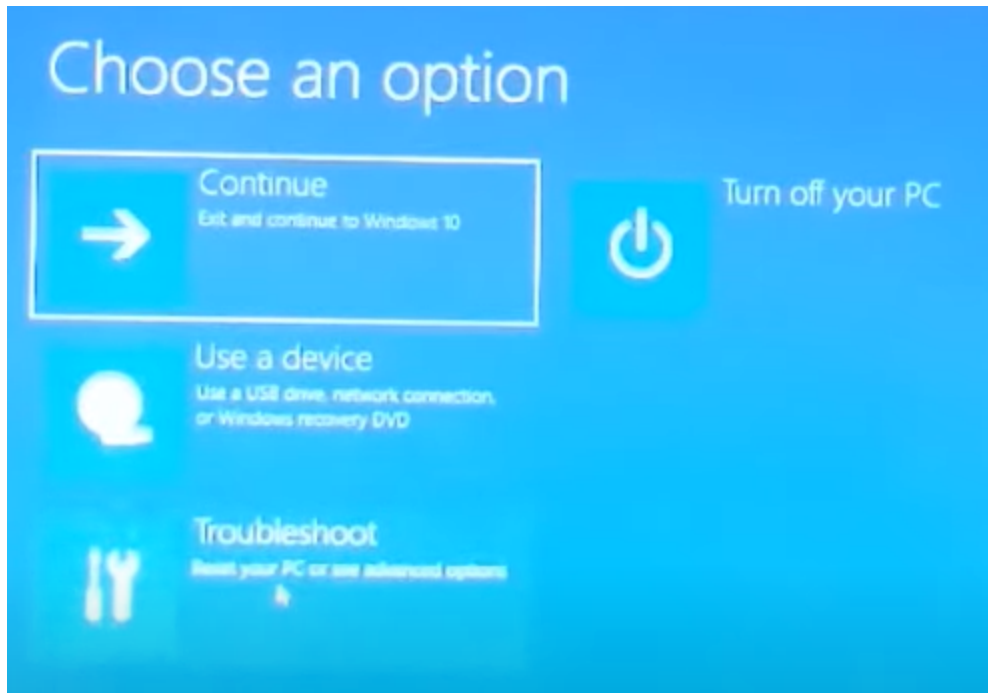 Choose an option
Continue
Exit and continue to Windows 10
Turn off your PC
Use a device
Use a USB drive, network connection,
or Windows recovery DVD
Troubleshoot
Reset your PC or see advanced options